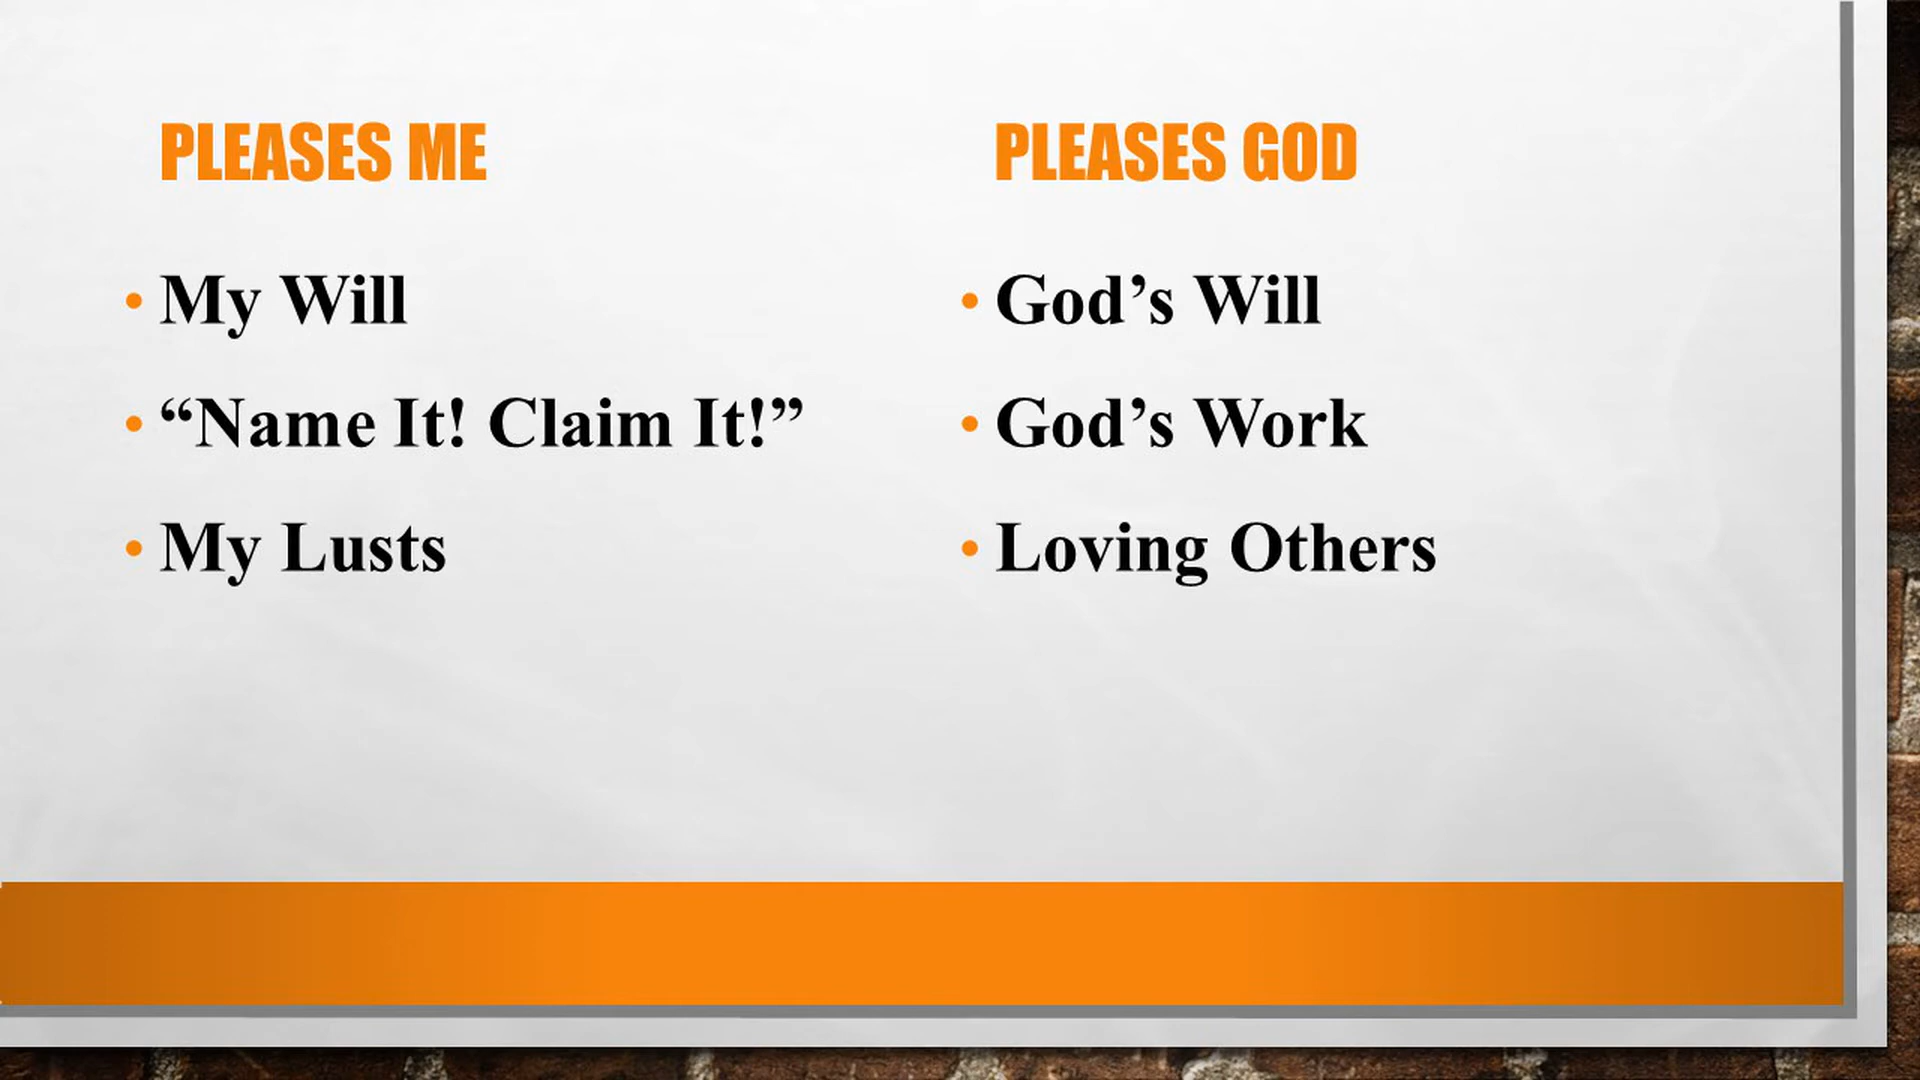 PLEASES ME
My Will
“Name It! Claim It!”
My Lusts
PLEASES GOD
God’s Will
God’s Work
Loving Others